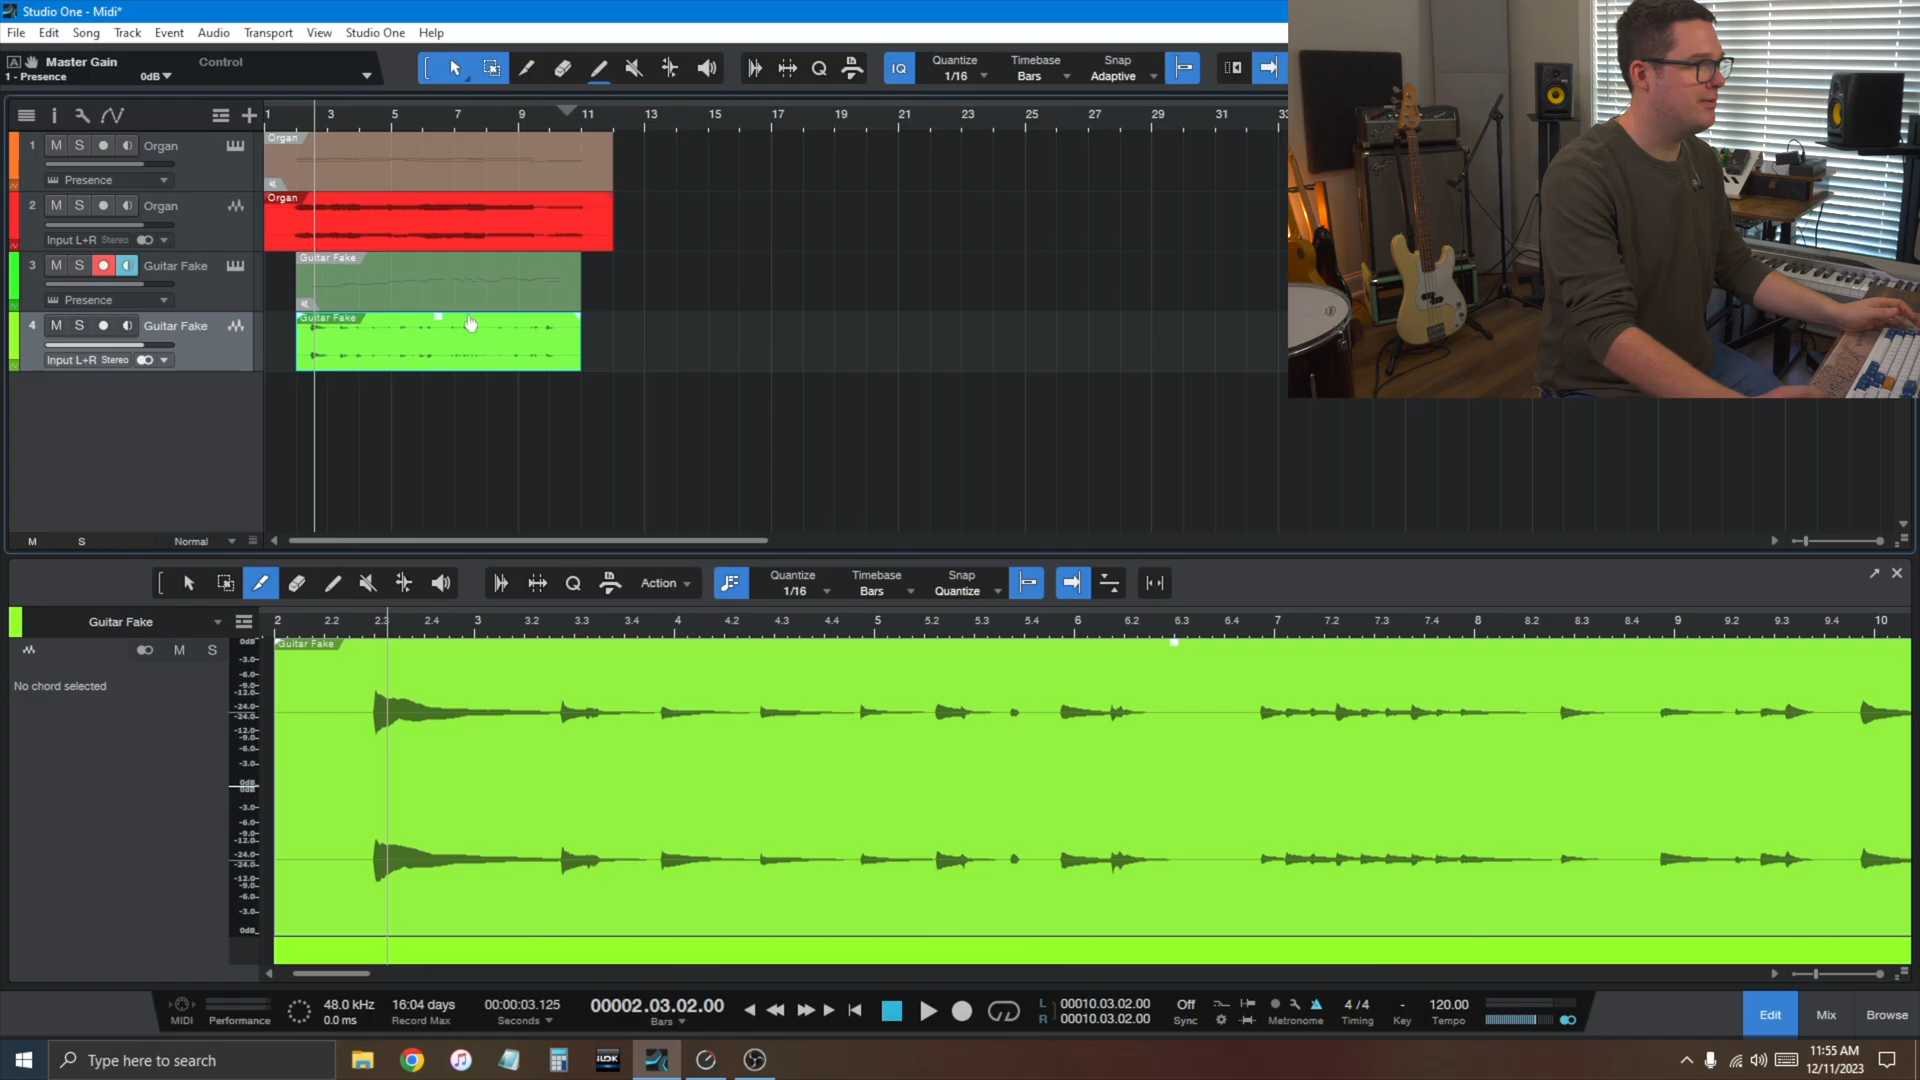 Studio One - Midi*
File Edit Song Track Event Audio Transport View Studio One Help
A Master Gain Control
1 - Presence 0dB
IQ Quantize Timebase Snap
1/16 Bars Adaptive
1 3 5 7 9 11 13 15 17 19 21 23 25 27 29 31 33
1 M S Organ
Presence
Organ
2 M S Organ
Input L+R Stereo
Organ
3 M S Guitar Fake
Presence
Guitar Fake
4 M S Guitar Fake
Input L+R Stereo
Guitar Fake
M S Normal
Action Quantize Timebase Snap
1/16 Bars Quantize
Guitar Fake
2 2.2 2.3 2.4 3 3.2 3.3 3.4 4 4.2 4.3 4.4 5 5.2 5.3 5.4 6 6.2 6.3 6.4 7 7.2 7.3 7.4 8 8.2 8.3 8.4 9 9.2 9.3 9.4 10
M S
No chord selected
Guitar Fake
0dB
-3.0
-6.0
-9.0
-12.0
-24.0
-24.0
-12.0
-9.0
-6.0
-3.0
0dB
0dB
-3.0
-6.0
-9.0
-12.0
-24.0
-24.0
-12.0
-9.0
-6.0
-3.0
0dB
MIDI Performance
48.0 kHz 16:04 days 00:00:03.125 00002.03.02.00 L 00010.03.02.00 Off 4 / 4 - 120.00
0.0 ms Record Max Seconds Bars R 00010.03.02.00 Sync Metronome Timing Key Tempo
Edit Mix Browse
Type here to search
11:55 AM
12/11/2023